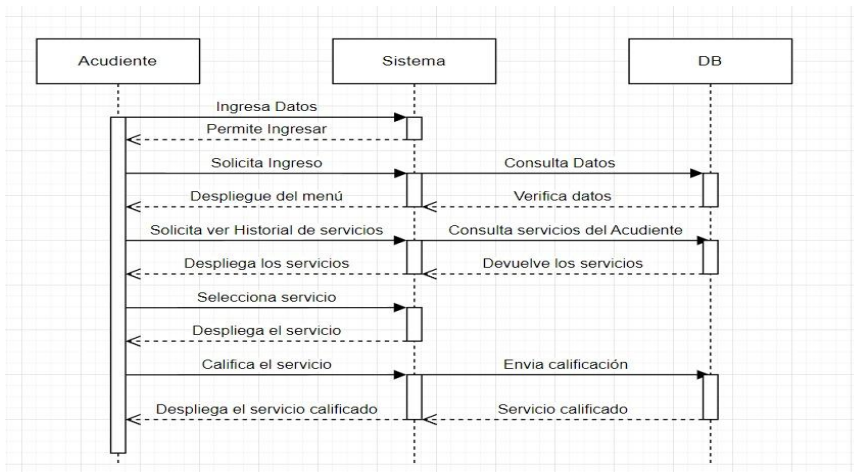 Acudiente
Sistema
DB
Ingresa Datos
Permite Ingresar
Solicita Ingreso
Consulta Datos
Despliegue del menú
Verifica datos
Solicita ver Historial de servicios
Consulta servicios del Acudiente
Despliega los servicios
Devuelve los servicios
Selecciona servicio
Despliega el servicio
Califica el servicio
Envia calificación
Despliega el servicio calificado
Servicio calificado